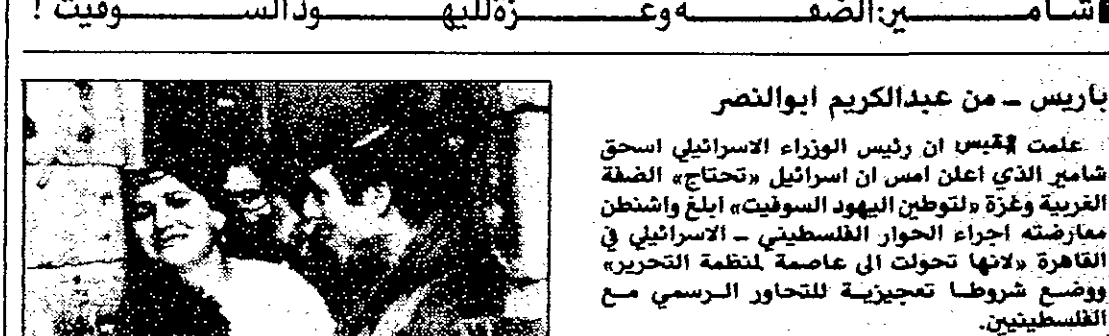 شامير: الضفه وغزة لليهود السوفيت !
باريس – من عبدالكريم ابوالنصر
علمت القبس ان رئيس الوزراء الاسرائيلي اسحق
شامير الذي اعلن امس ان اسرائيل «تحتاج» الضفة
الغربية وغزة «لتوطين اليهود السوفيت» ابلغ واشنطن
معارضته اجراء الحوار الفلسطيني – الاسرائيلي في
القاهرة «لانها تحولت الى عاصمة لمنظمة التحرير»
ووضع شروطا تعجيزية للتحاور الرسمي مع
الفلسطينيين.